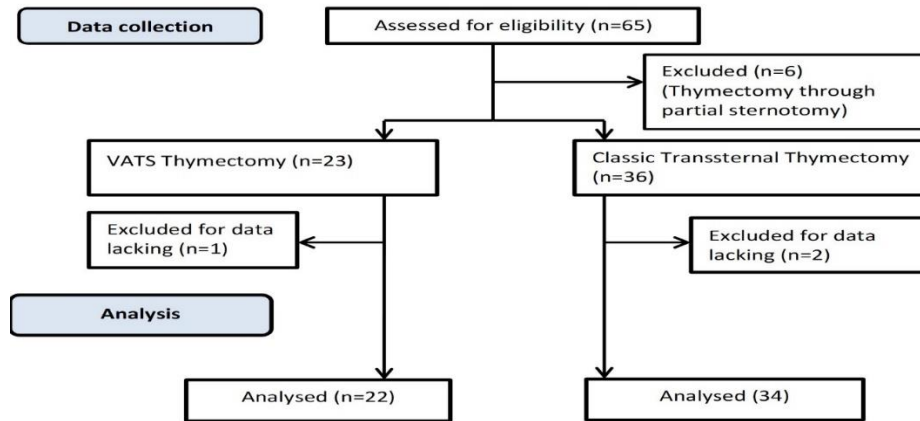 Data collection
Assessed for eligibility (n=65)
Excluded (n=6)
(Thymectomy through
partial sternotomy)
VATS Thymectomy (n=23)
Classic Transsternal Thymectomy
(n=36)
Excluded for data
lacking (n=1)
Excluded for data
lacking (n=2)
Analysis
Analysed (n=22)
Analysed (34)